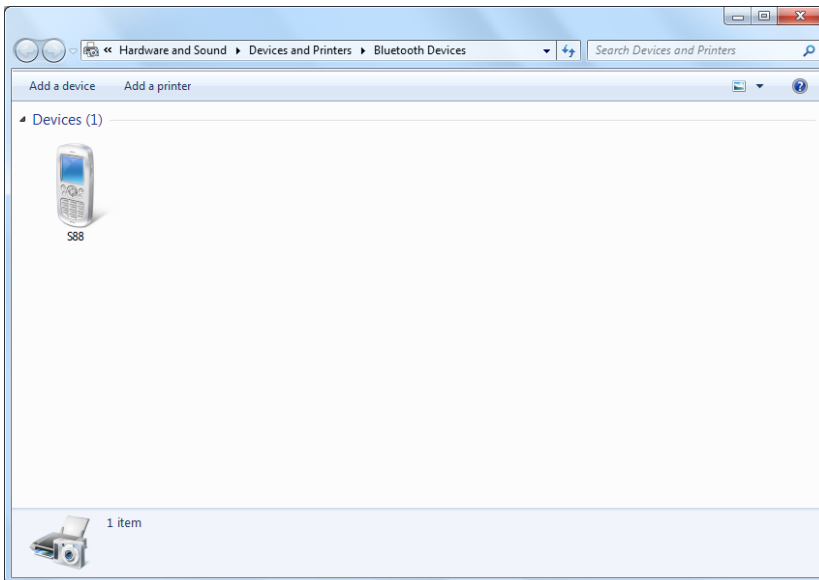 « Hardware and Sound ▸ Devices and Printers ▸ Bluetooth Devices
Search Devices and Printers
Add a device Add a printer
Devices (1)
S88
1 item